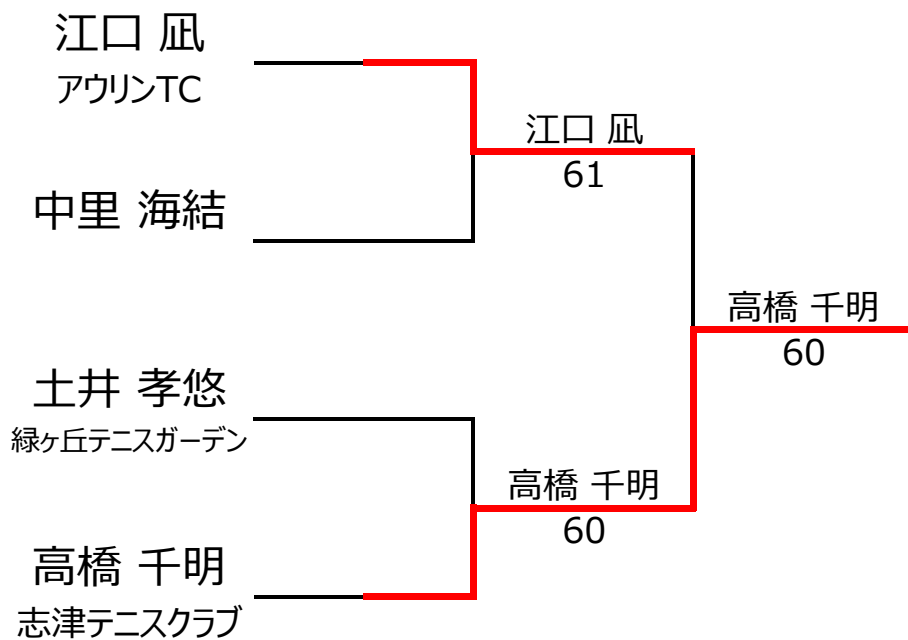 江口 凪
アウリンTC
中里 海結
土井 孝悠
緑ヶ丘テニスガーデン
高橋 千明
志津テニスクラブ
江口 凪
61
高橋 千明
60
高橋 千明
60